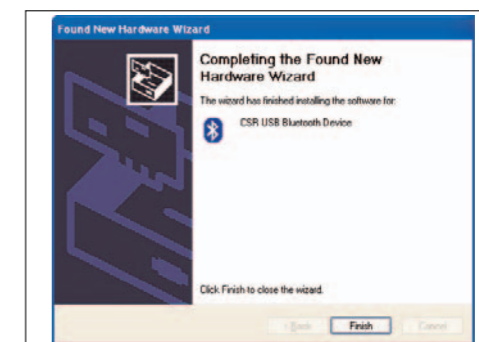 Found New Hardware Wizard
Completing the Found New
Hardware Wizard
The wizard has finished installing the software for:
CSR USB Bluetooth Device
Click Finish to close the wizard.
< Back Finish Cancel